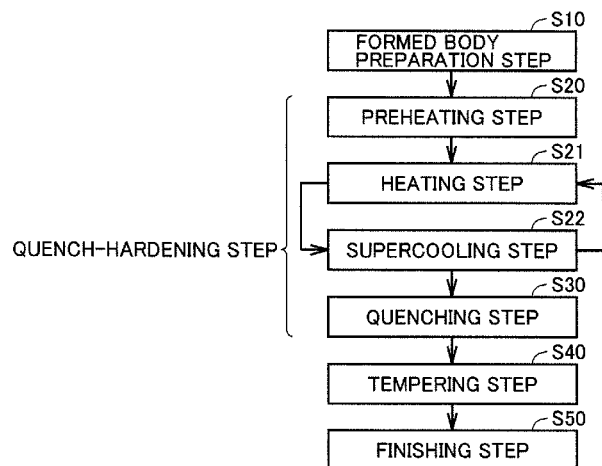 S10
FORMED BODY
PREPARATION STEP
S20
PREHEATING STEP
S21
HEATING STEP
S22
QUENCH-HARDENING STEP
SUPERCOOLING STEP
S30
QUENCHING STEP
S40
TEMPERING STEP
S50
FINISHING STEP